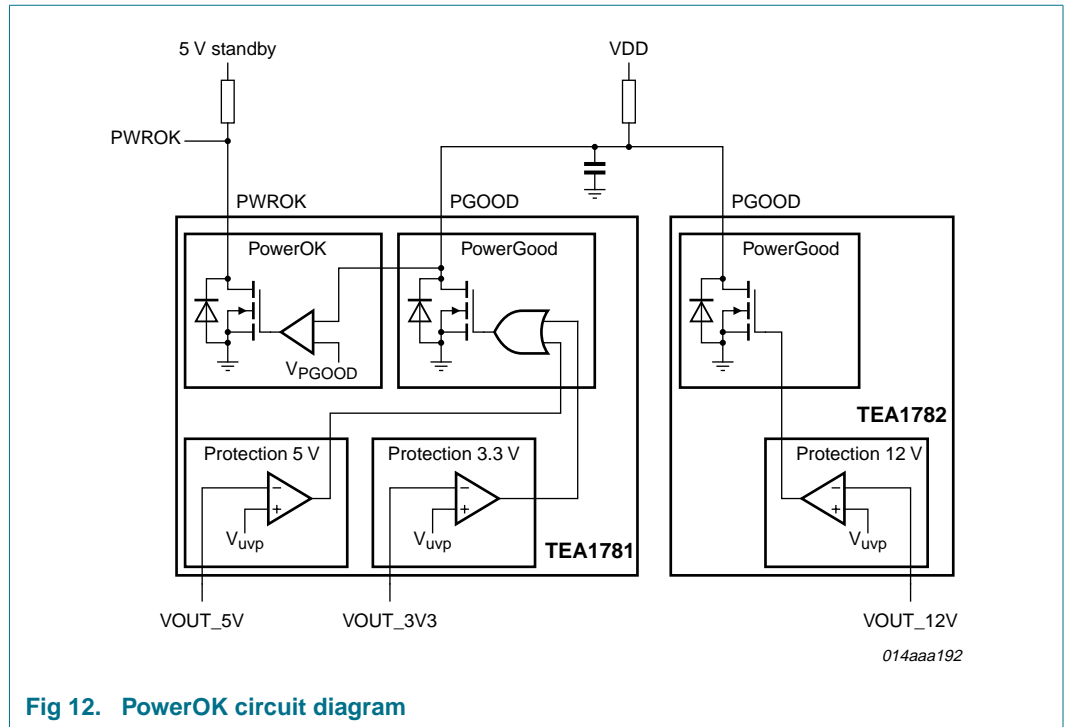 5 V standby
VDD
PWROK
PWROK
PGOOD
PGOOD
PowerOK
PowerGood
PowerGood
VPGOOD
TEA1782
Protection 5 V
Protection 3.3 V
Protection 12 V
−
+
−
+
−
+
Vuvp
Vuvp
Vuvp
TEA1781
VOUT_5V
VOUT_3V3
VOUT_12V
014aaa192
Fig 12. PowerOK circuit diagram